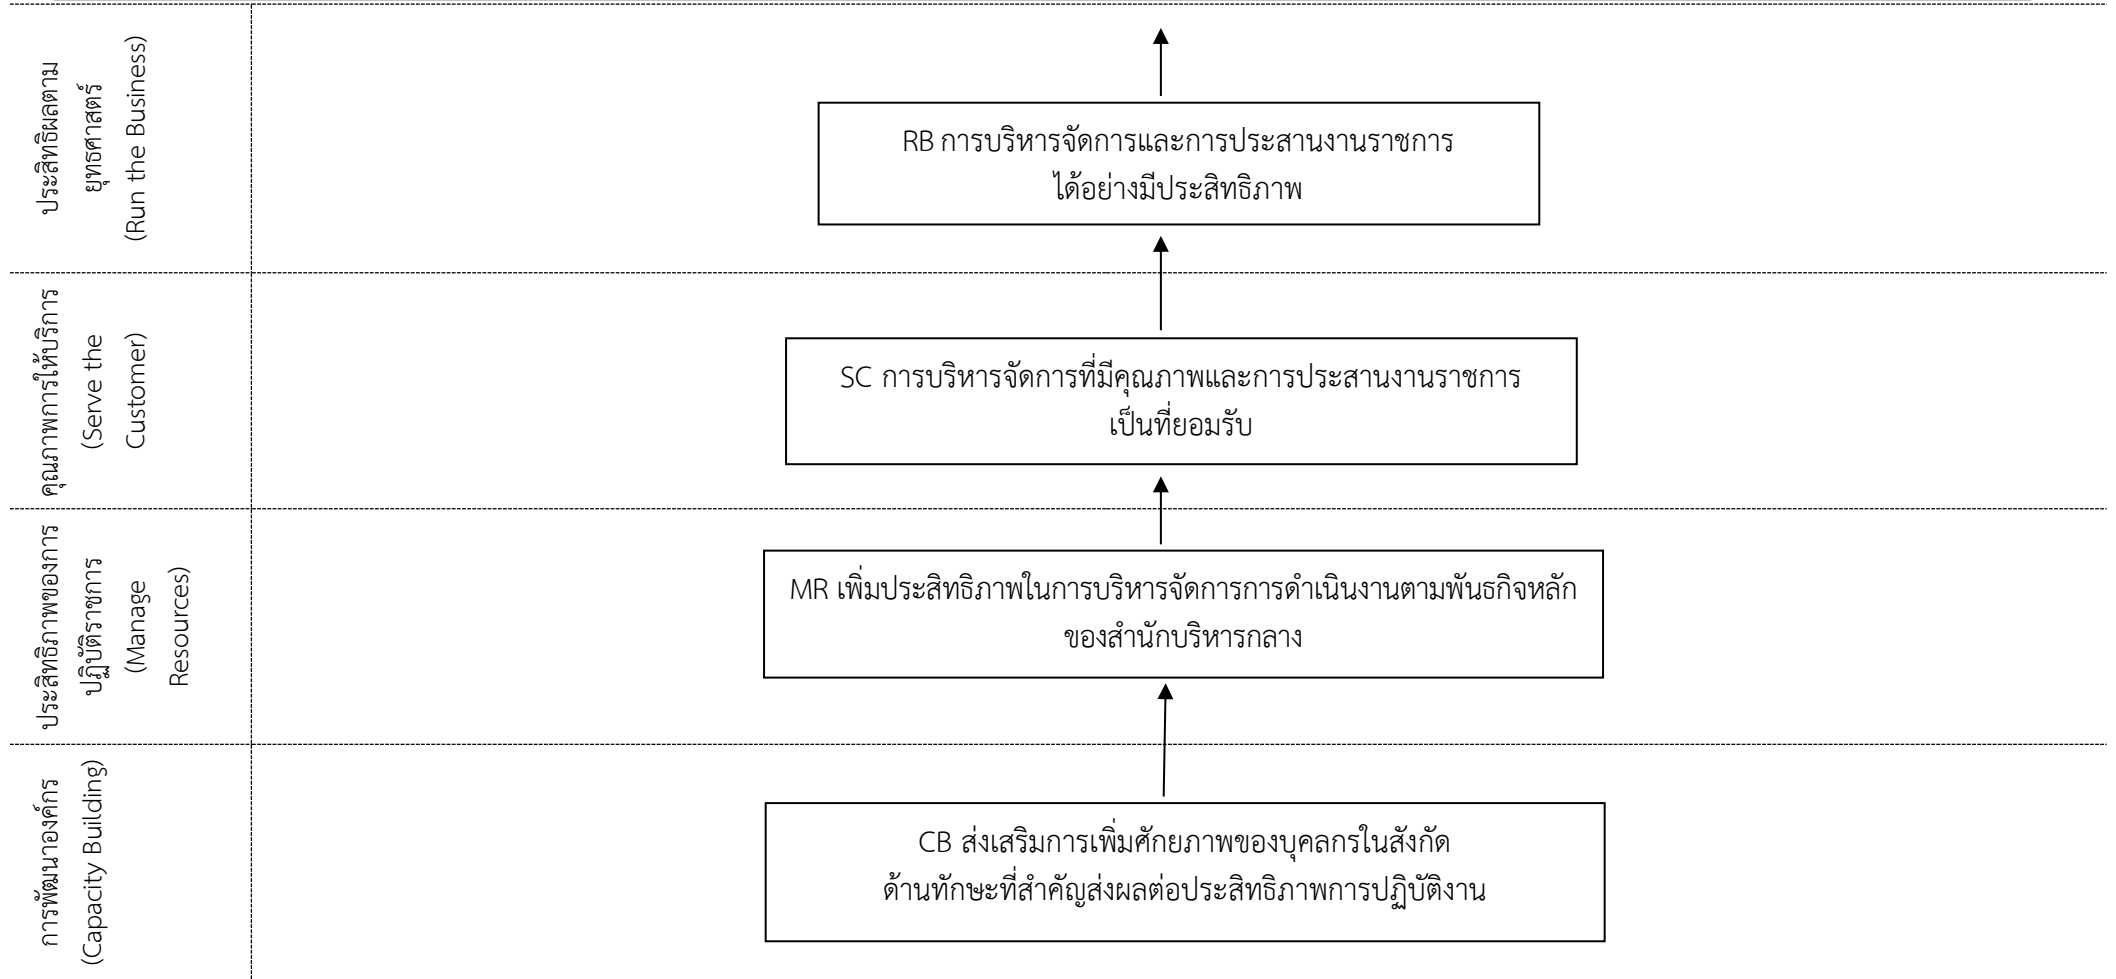 ประสิทธิผลตาม
ยุทธศาสตร์
(Run the Business)
RB การบริหารจัดการและการประสานงานราชการ
ได้อย่างมีประสิทธิภาพ
คุณภาพการให้บริการ
(Serve the
Customer)
SC การบริหารจัดการที่มีคุณภาพและการประสานงานราชการ
เป็นที่ยอมรับ
ประสิทธิภาพของการ
ปฏิบัติราชการ
(Manage
Resources)
MR เพิ่มประสิทธิภาพในการบริหารจัดการการดำเนินงานตามพันธกิจหลัก
ของสำนักบริหารกลาง
การพัฒนาองค์กร
(Capacity Building)
CB ส่งเสริมการเพิ่มศักยภาพของบุคลากรในสังกัด
ด้านทักษะที่สำคัญส่งผลต่อประสิทธิภาพการปฏิบัติงาน